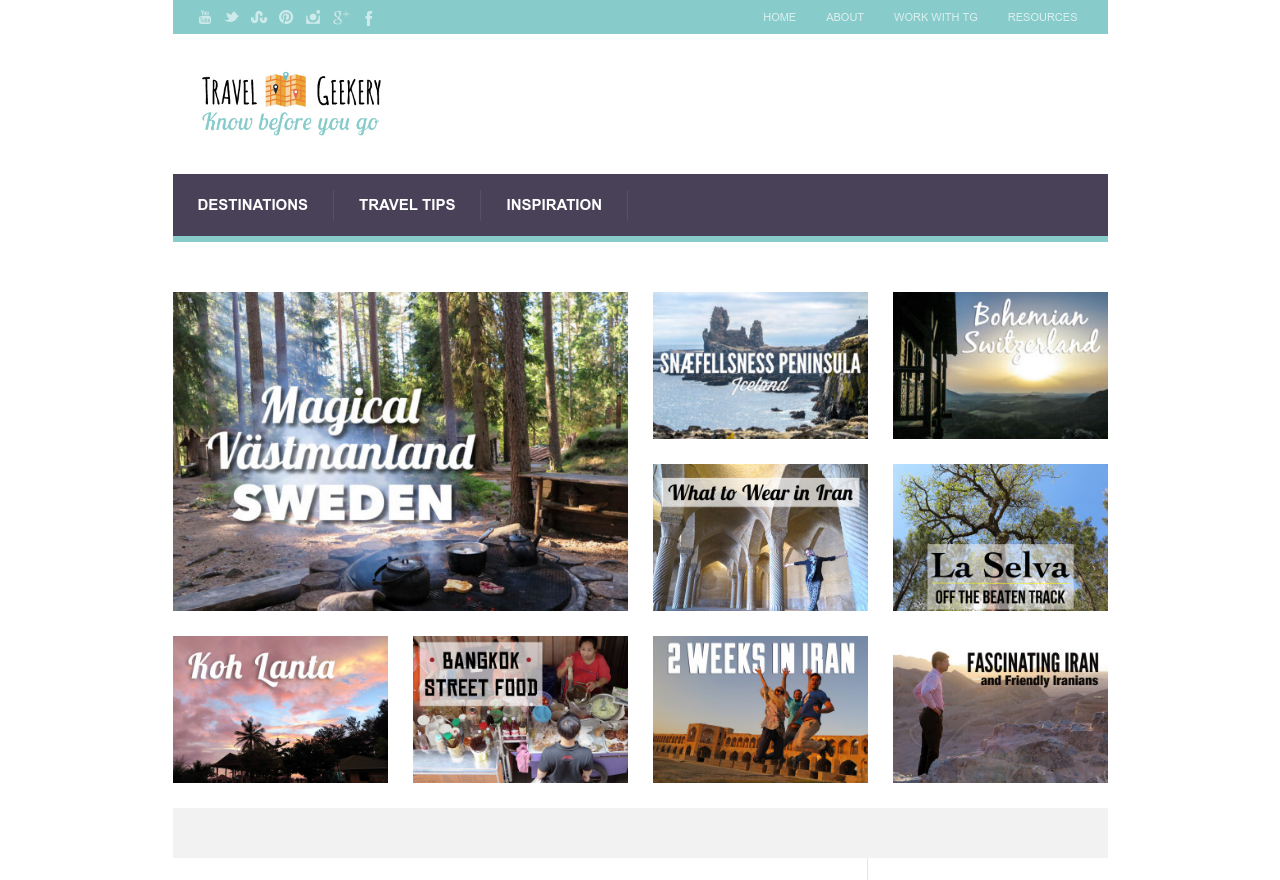 HOME ABOUT WORK WITH TG RESOURCES
TRAVEL GEEKERY
Know before you go
DESTINATIONS TRAVEL TIPS INSPIRATION
Magical
Västmanland
SWEDEN
SNÆFELLSNESS PENINSULA
Iceland
Bohemian
Switzerland
What to Wear in Iran
La Selva
OFF THE BEATEN TRACK
Koh Lanta
• BANGKOK •
STREET FOOD
2 WEEKS IN IRAN
FASCINATING IRAN
and Friendly Iranians